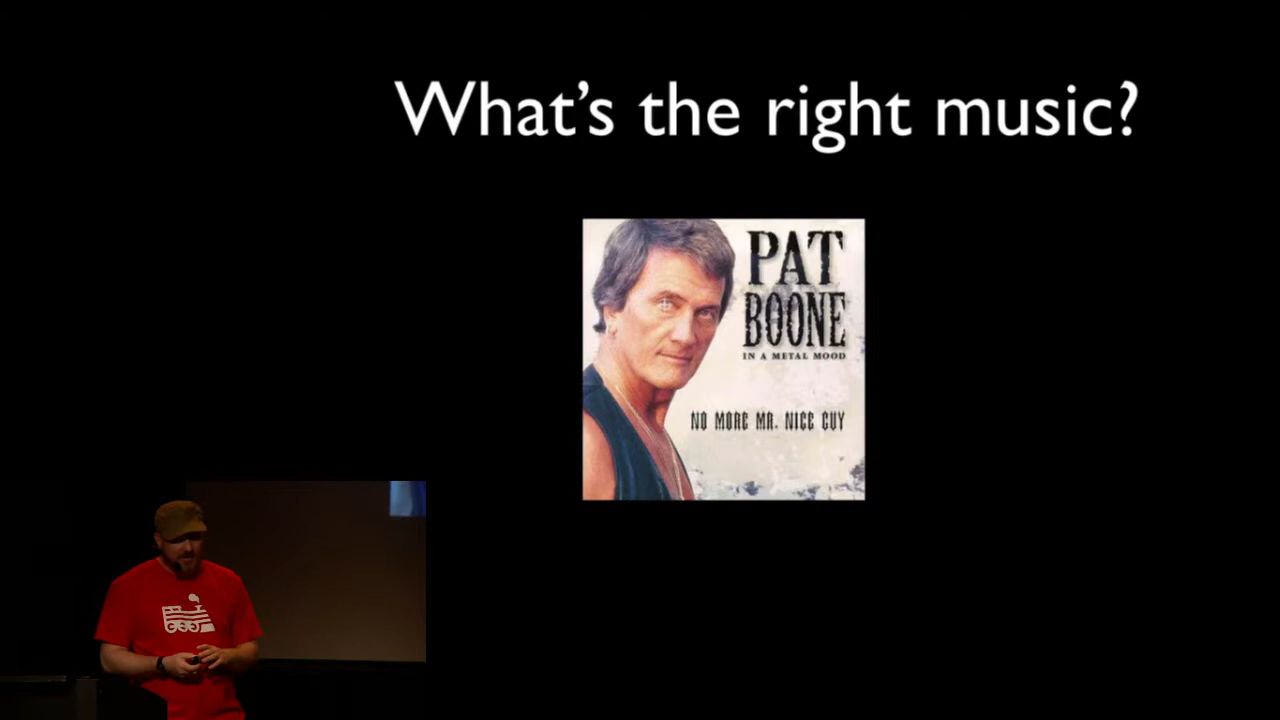 What's the right music?
PAT
BOONE
IN A METAL MOOD
NO MORE MR. NICE GUY